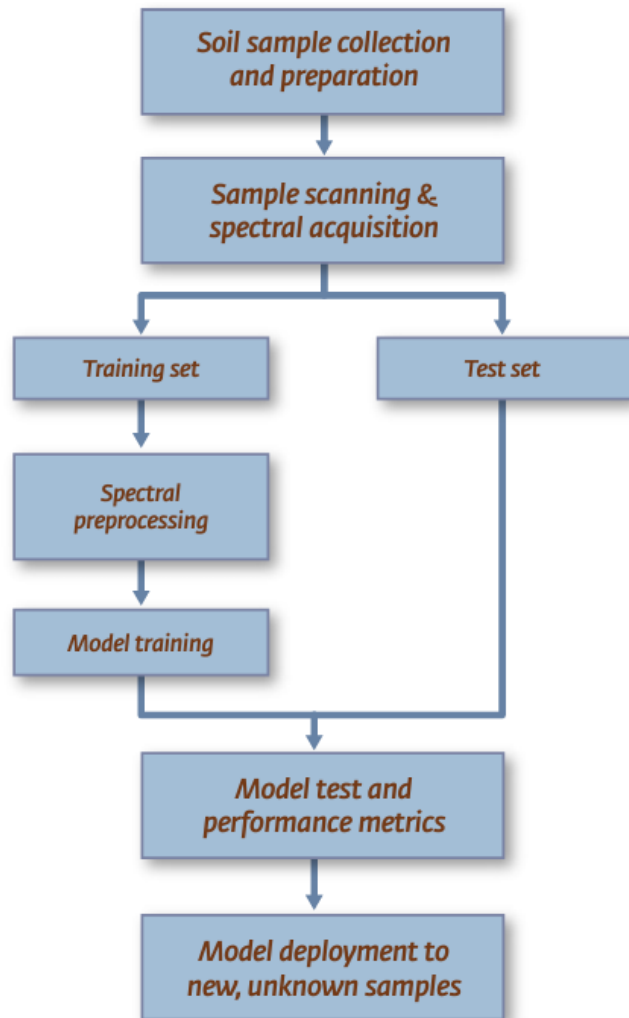 Soil sample collection
and preparation
Sample scanning &
spectral acquisition
Training set
Test set
Spectral
preprocessing
Model training
Model test and
performance metrics
Model deployment to
new, unknown samples